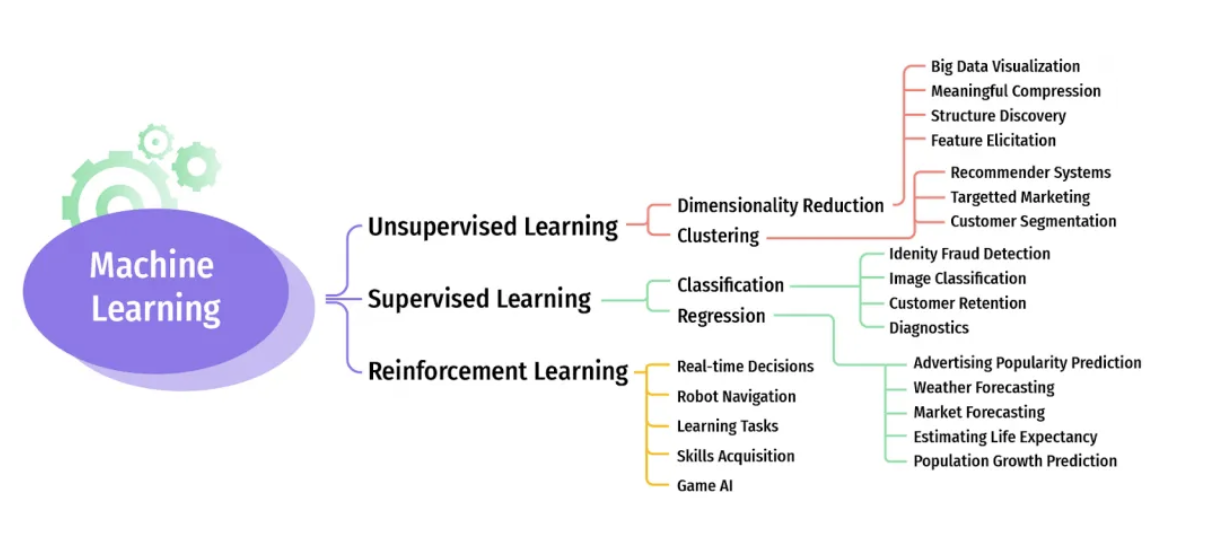 Machine
Learning
Unsupervised Learning
Dimensionality Reduction
Big Data Visualization
Meaningful Compression
Structure Discovery
Feature Elicitation
Clustering
Recommender Systems
Targetted Marketing
Customer Segmentation
Supervised Learning
Classification
Idenity Fraud Detection
Image Classification
Customer Retention
Diagnostics
Regression
Advertising Popularity Prediction
Weather Forecasting
Market Forecasting
Estimating Life Expectancy
Population Growth Prediction
Reinforcement Learning
Real-time Decisions
Robot Navigation
Learning Tasks
Skills Acquisition
Game AI